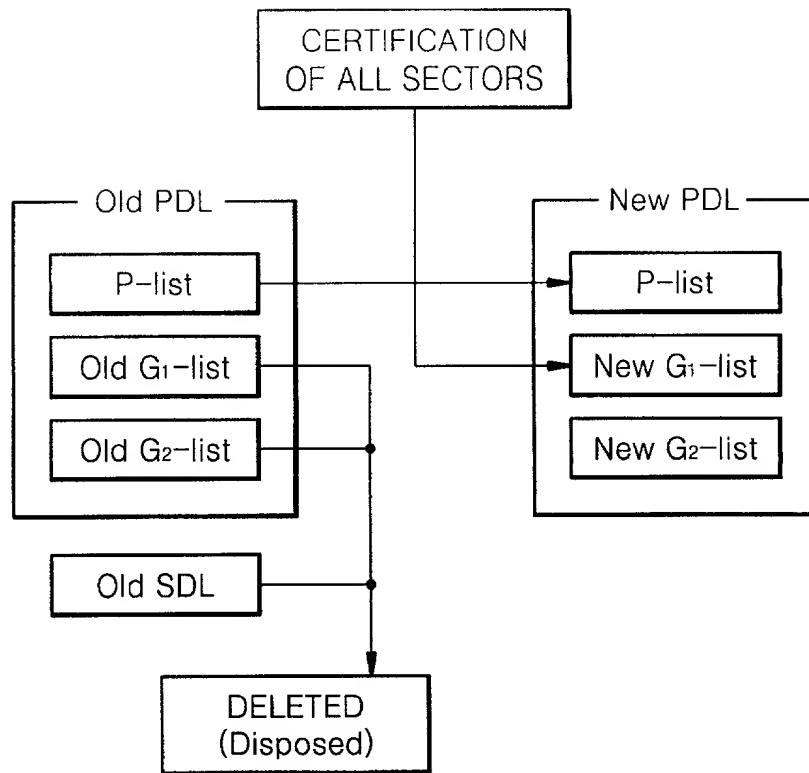 CERTIFICATION
OF ALL SECTORS
Old PDL
P-list
Old G1-list
Old G2-list
New PDL
P-list
New G1-list
New G2-list
Old SDL
DELETED
(Disposed)